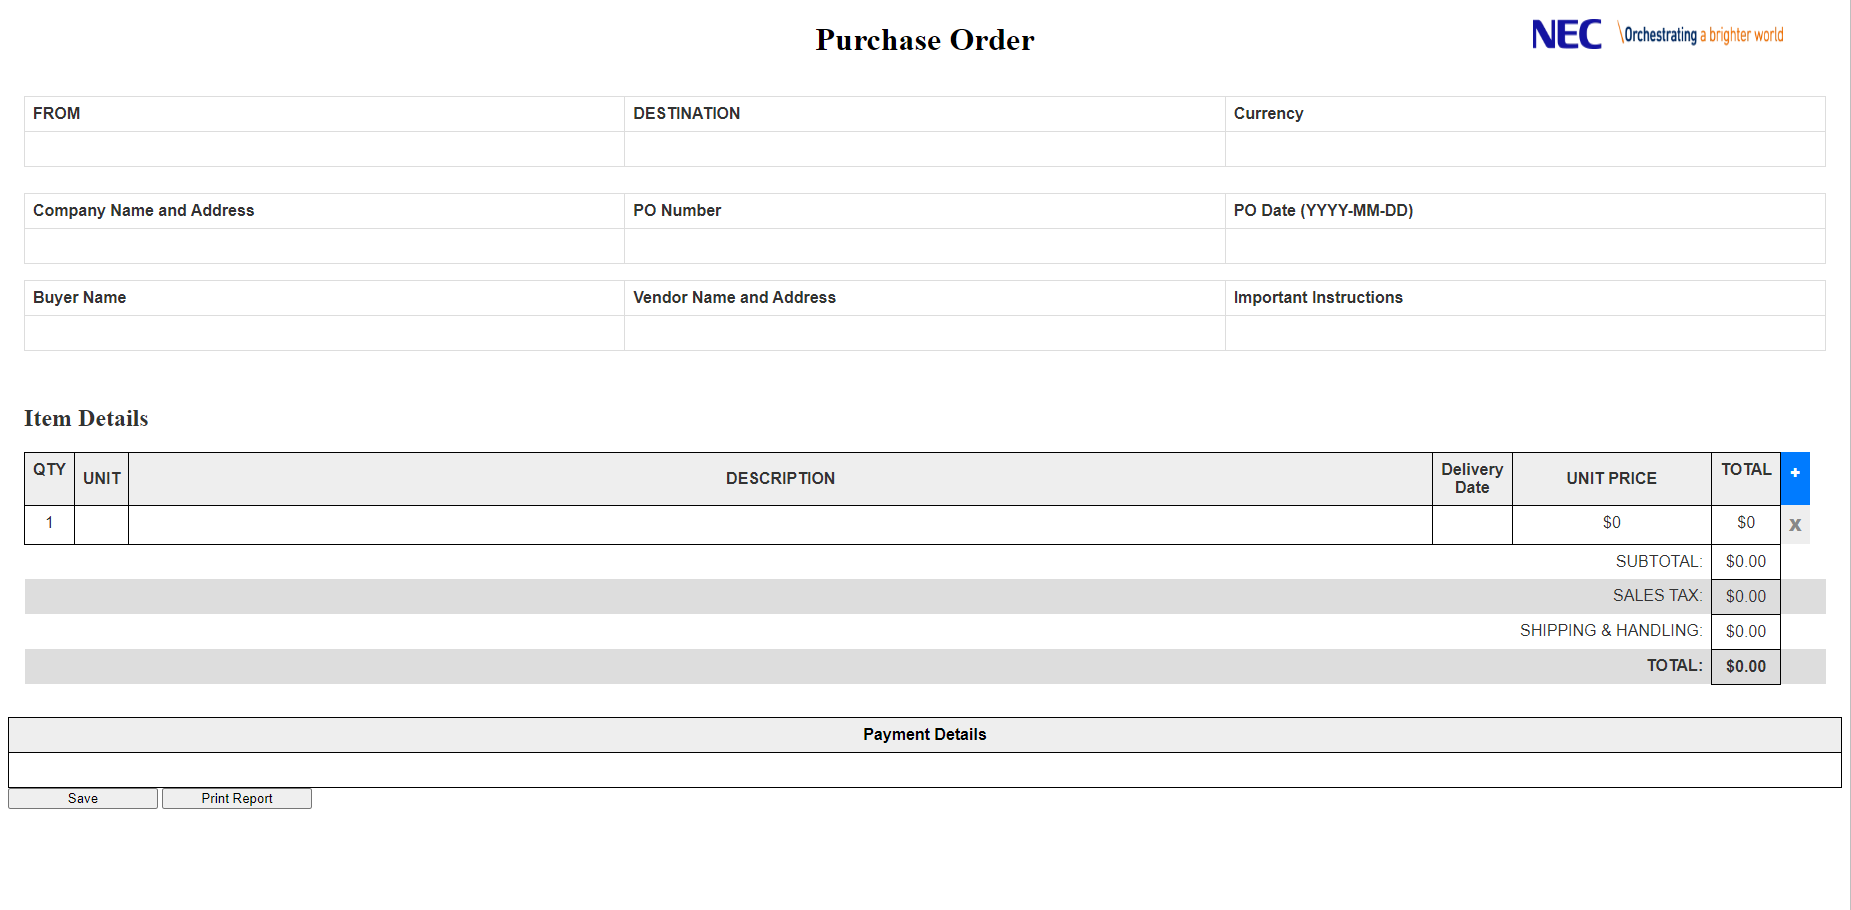 Purchase Order
NEC \Orchestrating a brighter world
FROM DESTINATION Currency
Company Name and Address PO Number PO Date (YYYY-MM-DD)
Buyer Name Vendor Name and Address Important Instructions
Item Details
QTY UNIT DESCRIPTION Delivery Date UNIT PRICE TOTAL +
1 $0 $0 X
SUBTOTAL: $0.00
SALES TAX: $0.00
SHIPPING & HANDLING: $0.00
TOTAL: $0.00
Payment Details
Save Print Report